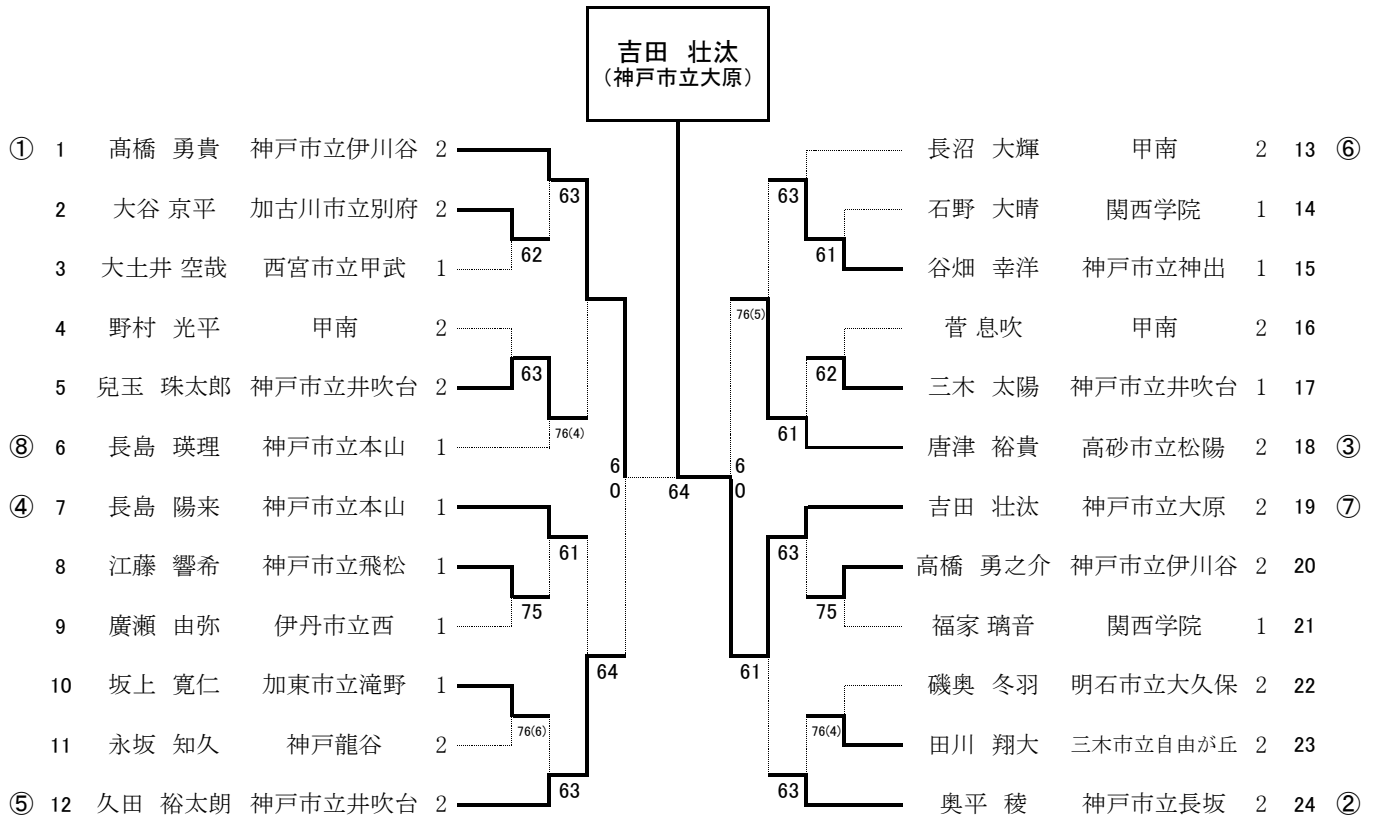 吉田 壮汰
（神戸市立大原）
① 1 髙橋 勇貴 神戸市立伊川谷 2
2 大谷 京平 加古川市立別府 2
3 大土井 空哉 西宮市立甲武 1
4 野村 光平 甲南 2
5 兒玉 珠太郎 神戸市立井吹台 2
⑧ 6 長島 瑛理 神戸市立本山 1
④ 7 長島 陽来 神戸市立本山 1
8 江藤 響希 神戸市立飛松 1
9 廣瀬 由弥 伊丹市立西 1
10 坂上 寛仁 加東市立滝野 1
11 永坂 知久 神戸龍谷 2
⑤ 12 久田 裕太朗 神戸市立井吹台 2
63
62
63
76(4)
61
75
64
76(6)
63
6
0
64
6
0
63
61
76(5)
62
61
63
75
61
76(4)
63
長沼 大輝 甲南 2 13 ⑥
石野 大晴 関西学院 1 14
谷畑 幸洋 神戸市立神出 1 15
菅 息吹 甲南 2 16
三木 太陽 神戸市立井吹台 1 17
唐津 裕貴 高砂市立松陽 2 18 ③
吉田 壮汰 神戸市立大原 2 19 ⑦
高橋 勇之介 神戸市立伊川谷 2 20
福家 璃音 関西学院 1 21
磯奥 冬羽 明石市立大久保 2 22
田川 翔大 三木市立自由が丘 2 23
奥平 稜 神戸市立長坂 2 24 ②